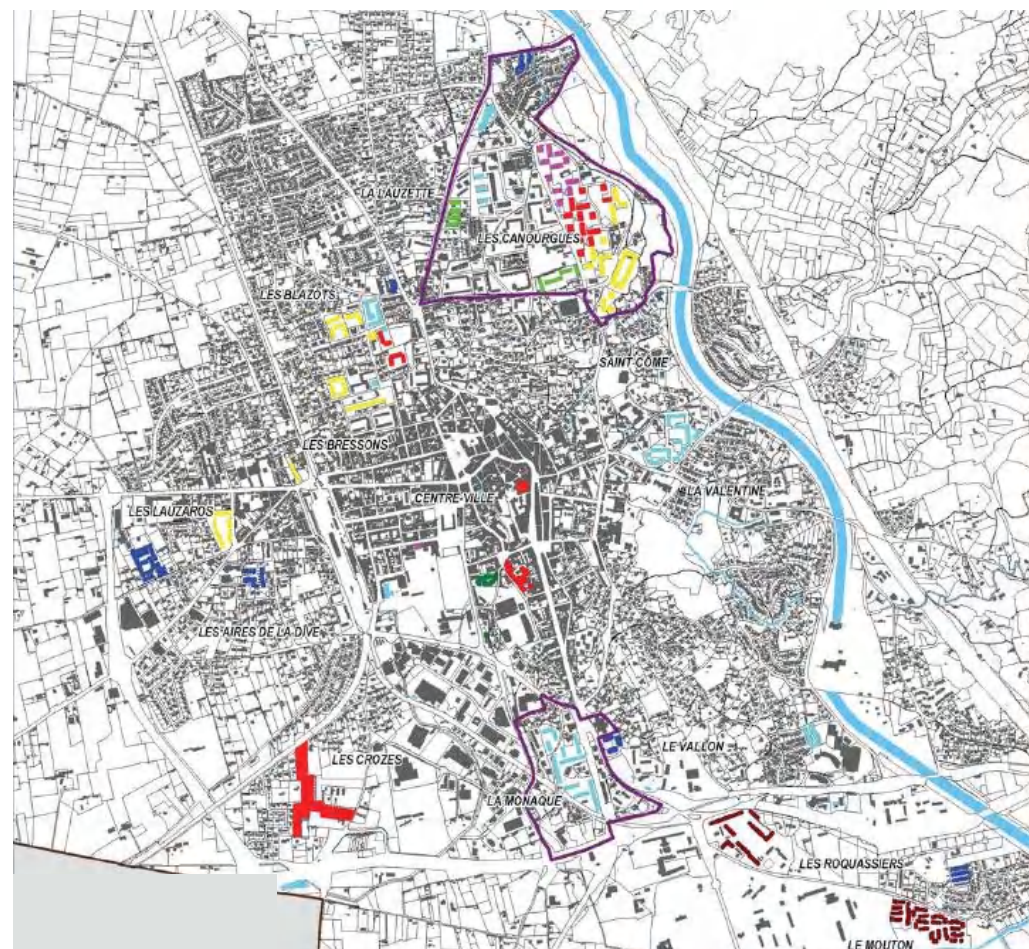 LA LAUZETTE
LES CANOURGUES
LES BLAZOTS
SAINT-COME
LES BRESSONS
CENTRE-VILLE
LA VALENTINE
LES LAUZAROS
LES AIRES DE LA DIVE
LES CROZES
LE VALLON
LA MONAQUE
LES ROQUASSIERS
LE MOUTON